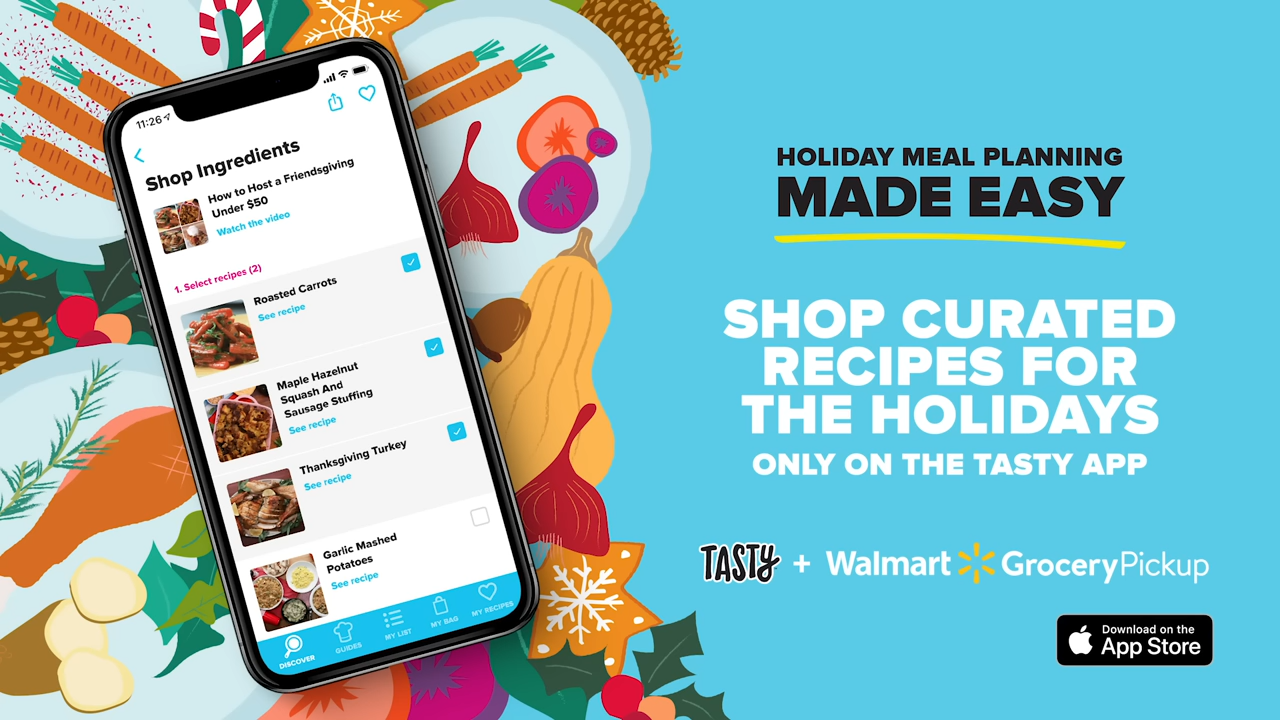 11:26
Shop Ingredients
How to Host a Friendsgiving
Under $50
Watch the video
1. Select recipes (2)
Roasted Carrots
See recipe
Maple Hazelnut
Squash And
Sausage Stuffing
See recipe
Thanksgiving Turkey
See recipe
Garlic Mashed
Potatoes
See recipe
DISCOVER GUIDES MY LIST MY BAG MY RECIPES
HOLIDAY MEAL PLANNING
MADE EASY
SHOP CURATED
RECIPES FOR
THE HOLIDAYS
ONLY ON THE TASTY APP
TASTY + Walmart GroceryPickup
Download on the
App Store